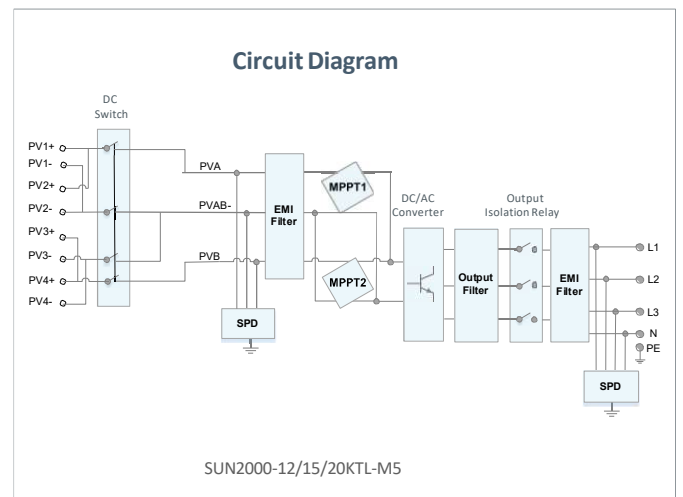 Circuit Diagram
DC
Switch
PV1+
PV1-
PV2+
PV2-
PV3+
PV3-
PV4+
PV4-
PVA
PVAB-
PVB
SPD
EMI
Filter
MPPT1
MPPT2
DC/AC
Converter
Output
Filter
Output
Isolation Relay
EMI
Filter
L1
L2
L3
N
PE
SPD
SUN2000-12/15/20KTL-M5